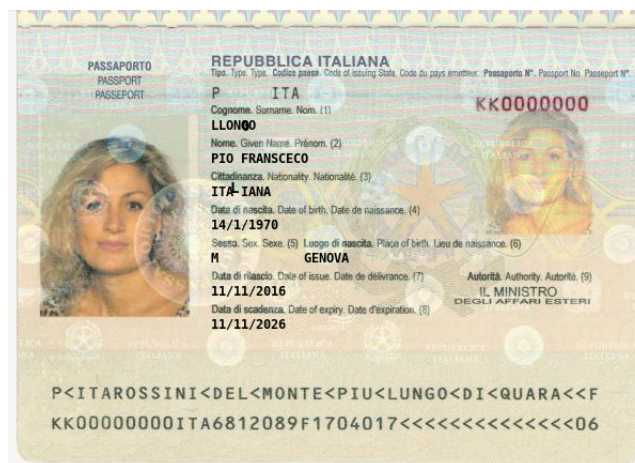 PASSAPORTO
PASSPORT
PASSEPORT
REPUBBLICA ITALIANA
Tipo. Type. Type. Codice paese. Code of issuing State. Code du pays émetteur. Passaporto N°. Passport No. Passeport N°.
P ITA
KK0000000
Cognome. Surname. Nom. (1)
Nome. Given Name. Prénom. (2)
PIO FRANSCECO
Cittadinanza. Nationality. Nationalité. (3)
ITALIANA
Data di nascita. Date of birth. Date de naissance. (4)
14/1/1970
Sesso. Sex. Sexe. (5) Luogo di nascita. Place of birth. Lieu de naissance. (6)
M GENOVA
Data di rilascio. Date of issue. Date de délivrance. (7)
Autorità. Authority. Autorité. (9)
11/11/2016
IL MINISTRO
DEGLI AFFARI ESTERI
Data di scadenza. Date of expiry. Date d'expiration. (8)
11/11/2026
P<ITAROSSINI<DEL<MONTE<PIU<LUNGO<DI<QUARA<<F
KK00000000ITA6812089F1704017<<<<<<<<<<<<<<06